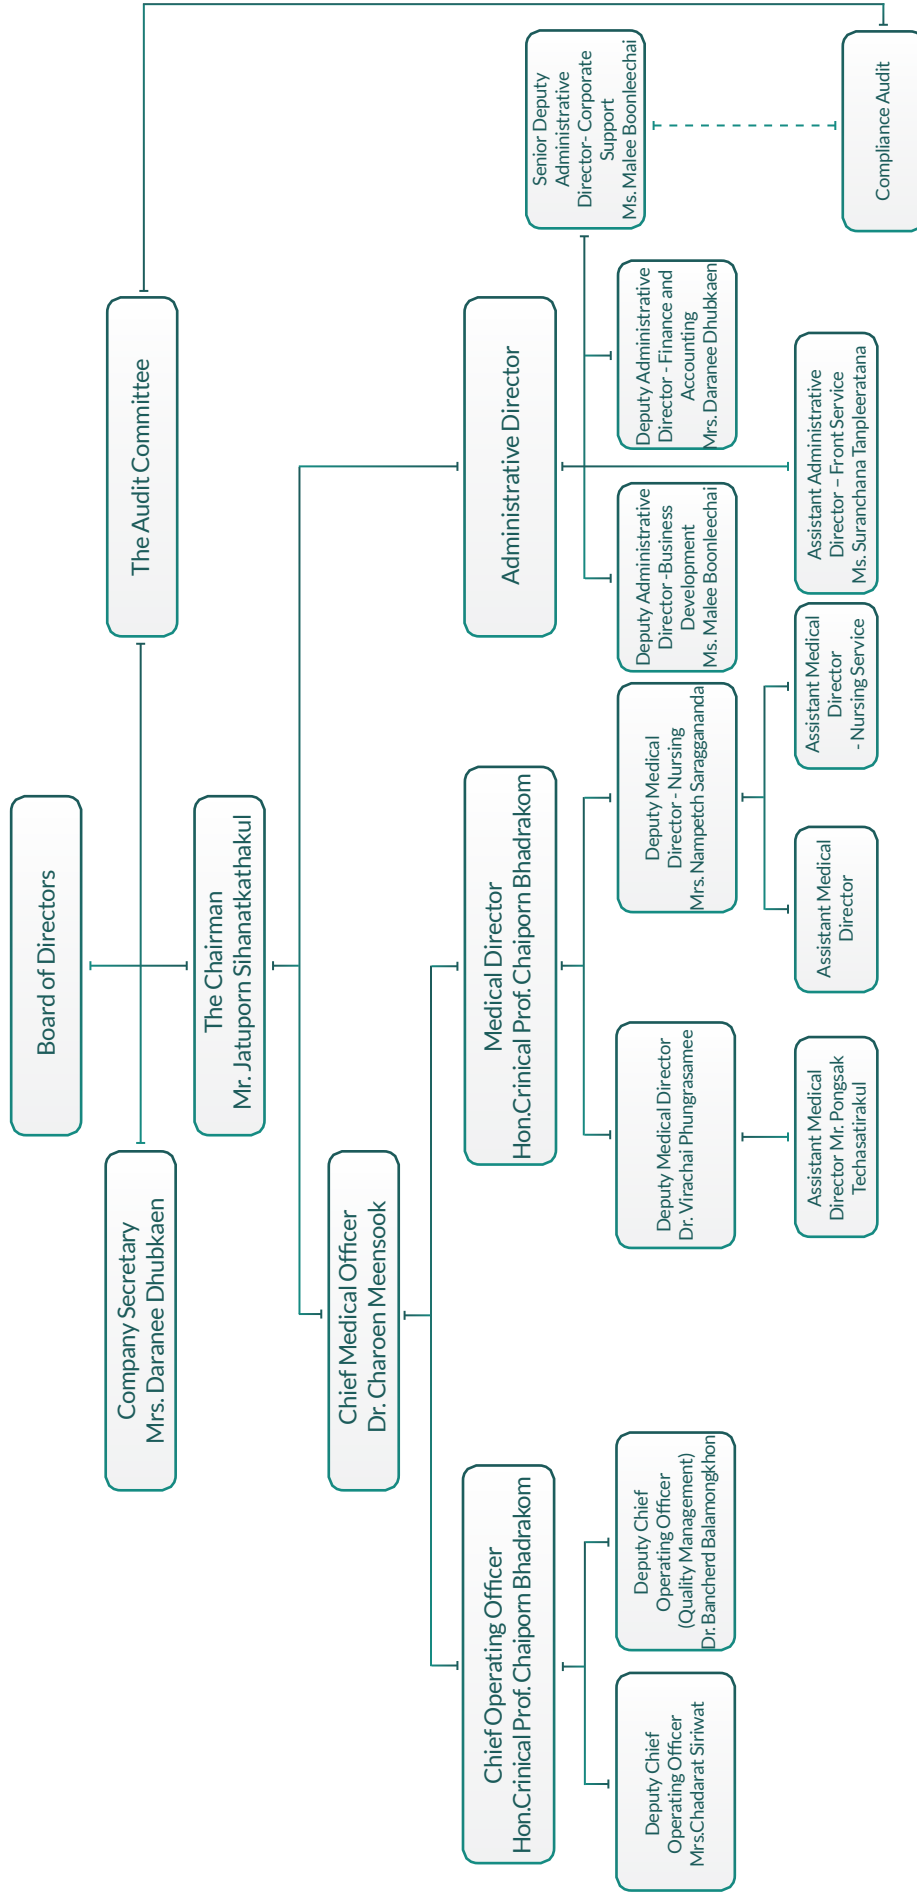 Board of Directors
Company Secretary
Mrs. Daranee Dhubkaen
The Audit Committee
The Chairman
Mr. Jatuporn Sihanatkathakul
Chief Medical Officer
Dr. Charoen Meensook
Chief Operating Officer
Hon.Crinical Prof. Chaiporn Bhadrakom
Medical Director
Hon.Crinical Prof. Chaiporn Bhadrakom
Administrative Director
Senior Deputy
Administrative
Director- Corporate
Support
Ms. Malee Boonleechai
Deputy Chief
Operating Officer
Mrs.Chadarat Siriwat
Deputy Chief
Operating Officer
(Quality Management)
Dr. Bancherd Balamongkhon
Deputy Medical Director
Dr. Virachai Phungrasamee
Deputy Medical
Director - Nursing
Mrs. Nampetch Saraggananda
Deputy Administrative
Director -Business
Development
Ms. Malee Boonleechai
Deputy Administrative
Director - Finance and
Accounting
Mrs. Daranee Dhubkaen
Assistant Medical
Director Mr. Pongsak
Techasatirakul
Assistant Medical
Director
Assistant Medical
Director
- Nursing Service
Assistant Administrative
Director – Front Service
Ms. Suranchana Tanpleeratana
Compliance Audit